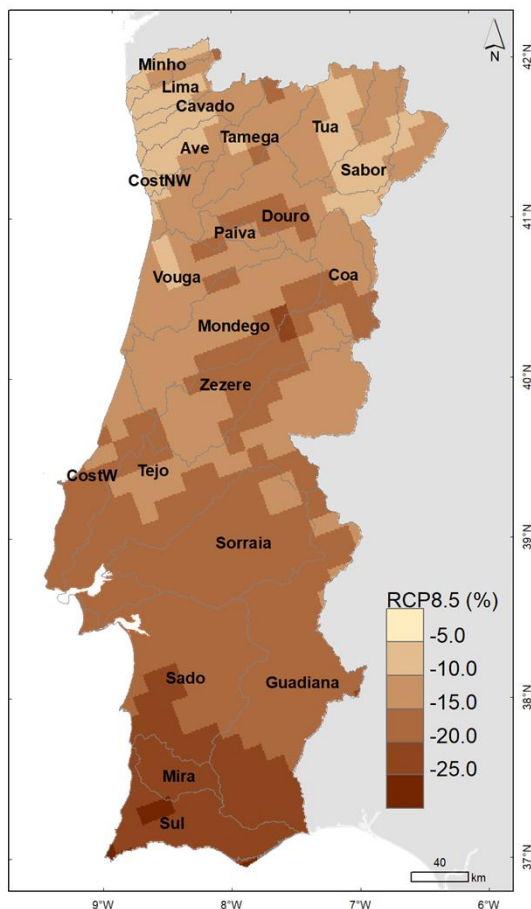 N
42°N
Minho
Lima
Cavado
Ave
Tamega
Tua
CostNW
Sabor
41°N
Douro
Paiva
Vouga
Coa
Mondego
40°N
Zezere
CostW
Tejo
39°N
Sorraia
RCP8.5 (%)
-5.0
-10.0
-15.0
-20.0
-25.0
Sado
Guadiana
38°N
Mira
Sul
37°N
40
km
9°W
8°W
7°W
6°W